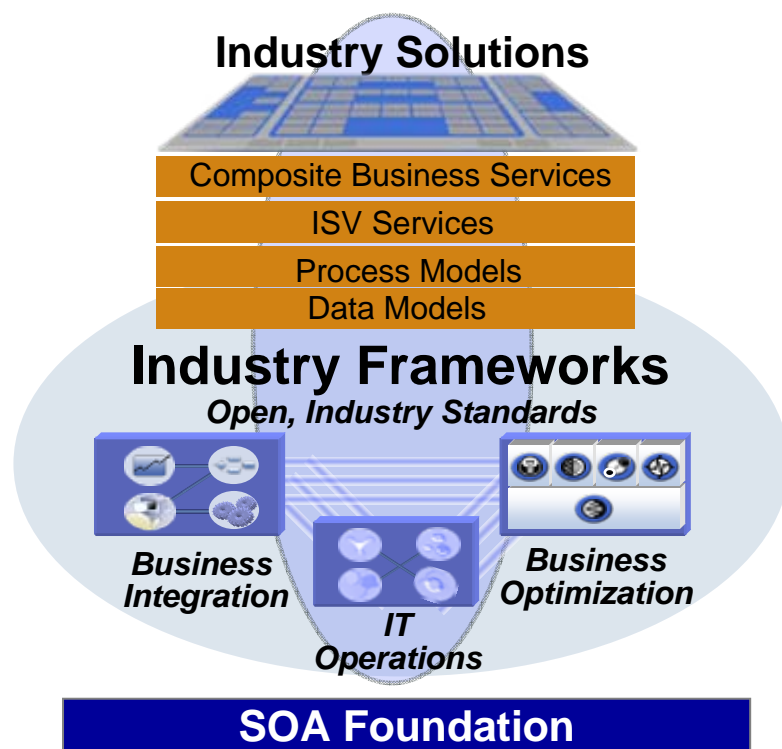 Industry Solutions
Composite Business Services
ISV Services
Process Models
Data Models
Industry Frameworks
Open, Industry Standards
Business
Integration
IT
Operations
Business
Optimization
SOA Foundation